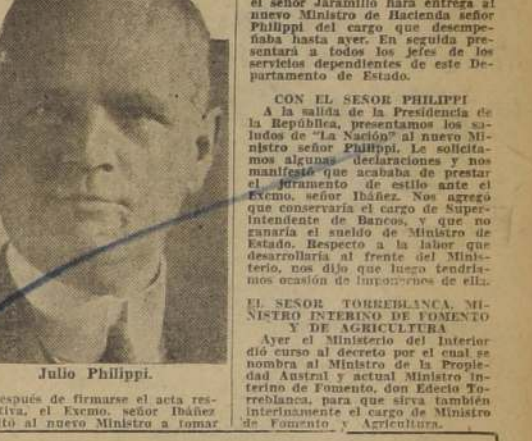 Julio Philippi.
espués de firmarse el acta res-
tiva, el Excmo. señor Ibáñez
itó al nuevo Ministro a tomar
el señor Jaramillo hará entrega al
nuevo Ministro de Hacienda señor
Philippi del cargo que desempe-
ñaba hasta ayer. En seguida pre-
sentará a todos los jefes de los
servicios dependientes de este De-
partamento de Estado.
CON EL SEÑOR PHILIPPI
A la salida de la Presidencia de
la República, presentamos los sa-
ludos de "La Nación" al nuevo Mi-
nistro señor Philippi. Le solicita-
mos algunas declaraciones y nos
manifestó que acababa de prestar
el juramento de estilo ante el
Excmo. señor Ibáñez. Nos agregó
que conservaría el cargo de Super-
intendente de Bancos, y que no
ganaría el sueldo de Ministro de
Estado. Respecto a la labor que
desarrollaría al frente del Minis-
terio, nos dijo que luego tendría-
mos ocasión de imponernos de ella.
EL SEÑOR TORREBLANCA, MI-
NISTRO INTERINO DE FOMENTO
Y DE AGRICULTURA
Ayer el Ministerio del Interior
dió curso al decreto por el cual se
nombra al Ministro de la Propie-
dad Austral y actual Ministro in-
terino de Fomento, don Edecio To-
rreblanca, para que sirva también
interinamente el cargo de Ministro
de Fomento y Agricultura.